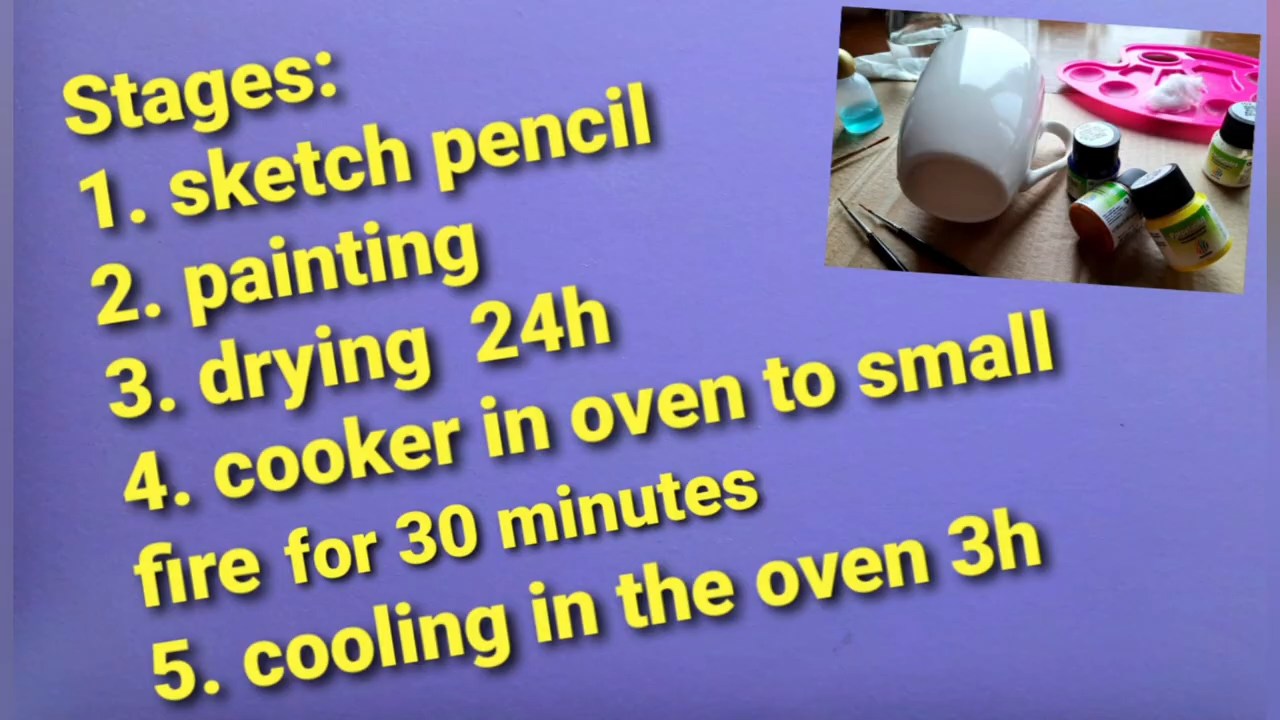 Stages:
1. sketch pencil
2. painting
3. drying 24h
4. cooker in oven to small
fire for 30 minutes
5. cooling in the oven 3h